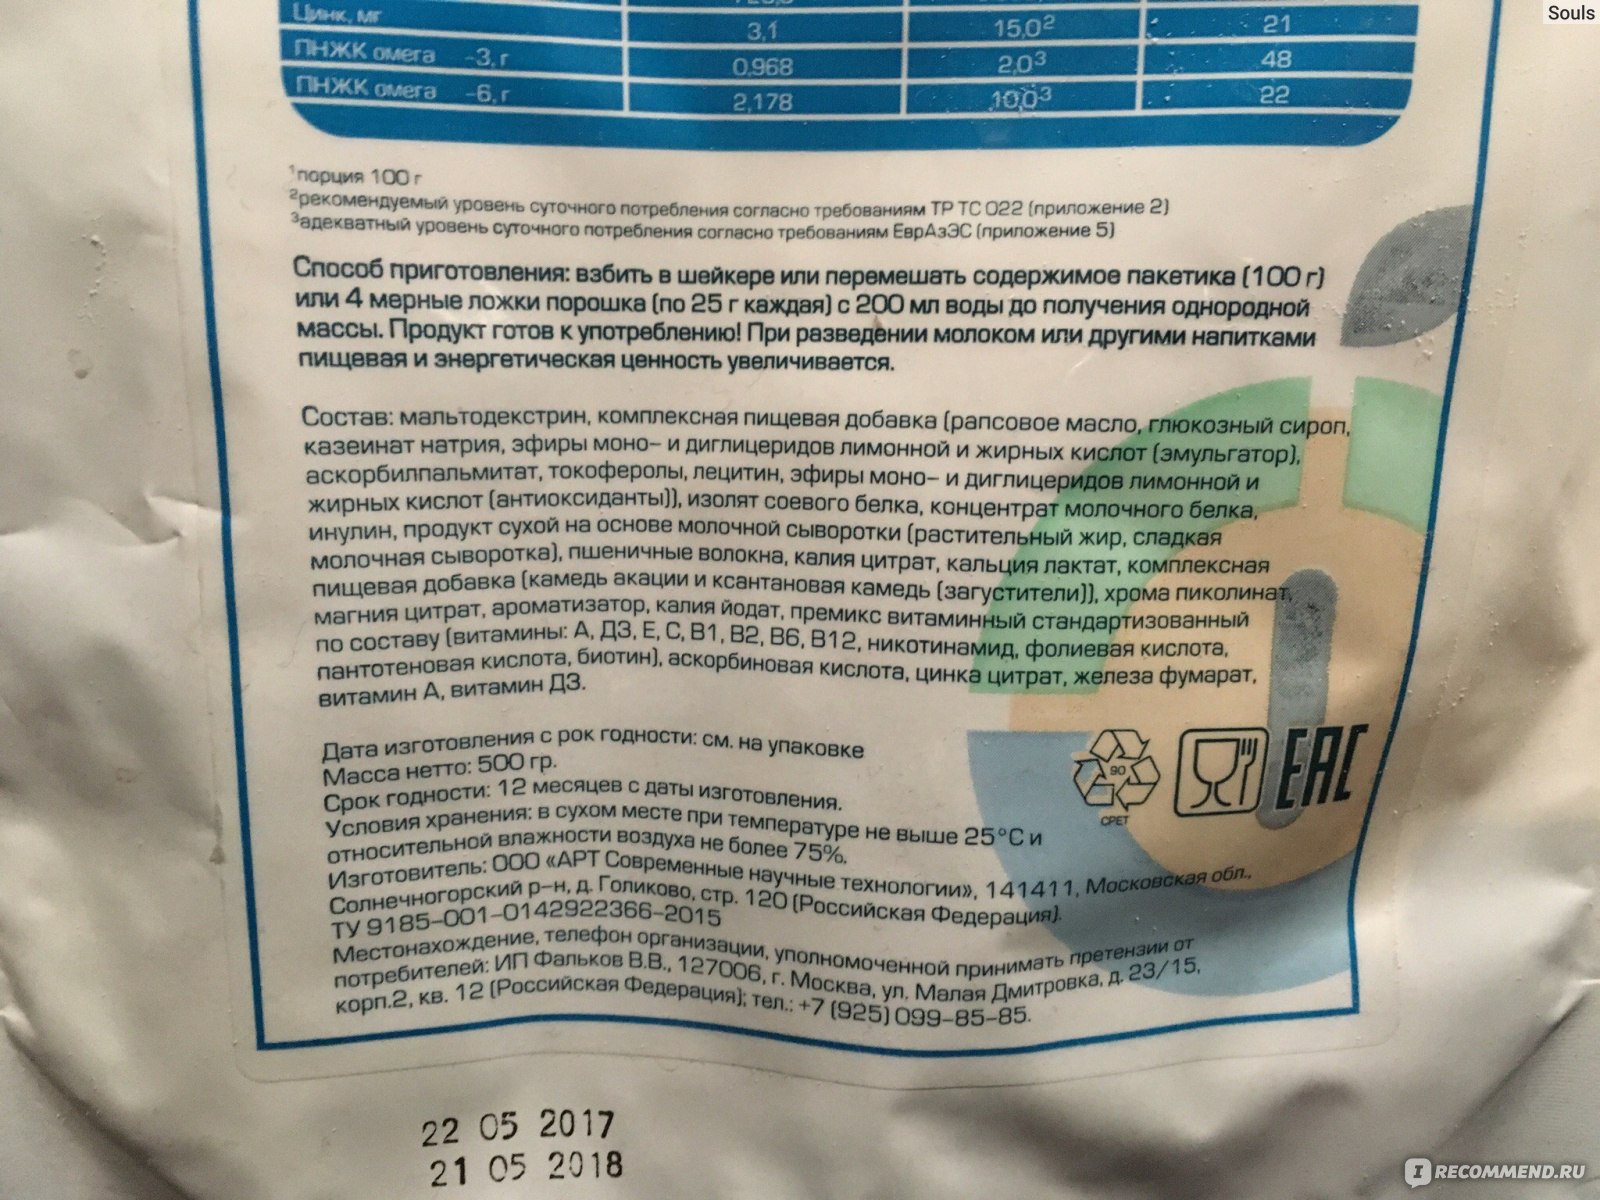 Souls
Цинк, мг 3,1 15,0² 21
ПНЖК омега -3, г 0,968 2,0³ 48
ПНЖК омега -6, г 2,178 10,0³ 22
¹порция 100 г
²рекомендуемый уровень суточного потребления согласно требованиям ТР ТС 022 (приложение 2)
³адекватный уровень суточного потребления согласно требованиям ЕврАзЭС (приложение 5)
Способ приготовления: взбить в шейкере или перемешать содержимое пакетика (100 г)
или 4 мерные ложки порошка (по 25 г каждая) с 200 мл воды до получения однородной
массы. Продукт готов к употреблению! При разведении молоком или другими напитками
пищевая и энергетическая ценность увеличивается.
Состав: мальтодекстрин, комплексная пищевая добавка (рапсовое масло, глюкозный сироп,
казеинат натрия, эфиры моно- и диглицеридов лимонной и жирных кислот (эмульгатор),
аскорбилпальмитат, токоферолы, лецитин, эфиры моно- и диглицеридов лимонной и
жирных кислот (антиоксиданты)), изолят соевого белка, концентрат молочного белка,
инулин, продукт сухой на основе молочной сыворотки (растительный жир, сладкая
молочная сыворотка), пшеничные волокна, калия цитрат, кальция лактат, комплексная
пищевая добавка (камедь акации и ксантановая камедь (загустители)), хрома пиколинат,
магния цитрат, ароматизатор, калия йодат, премикс витаминный стандартизованный
по составу (витамины: А, Д3, Е, С, В1, В2, В6, В12, никотинамид, фолиевая кислота,
пантотеновая кислота, биотин), аскорбиновая кислота, цинка цитрат, железа фумарат,
витамин А, витамин Д3.
Дата изготовления с рок годности: см. на упаковке
Масса нетто: 500 гр.
Срок годности: 12 месяцев с даты изготовления.
Условия хранения: в сухом месте при температуре не выше 25°С и
относительной влажности воздуха не более 75%.
Изготовитель: ООО «АРТ Современные научные технологии», 141411, Московская обл.,
Солнечногорский р-н, д. Голиково, стр. 120 (Российская Федерация).
ТУ 9185-001-0142922366-2015
Местонахождение, телефон организации, уполномоченной принимать претензии от
потребителей: ИП Фальков В.В., 127006, г. Москва, ул. Малая Дмитровка, д. 23/15,
корп.2, кв. 12 (Российская Федерация); тел.: +7 (925) 099-85-85.
90
CPET
EAC
22 05 2017
21 05 2018
IRECOMMEND.RU